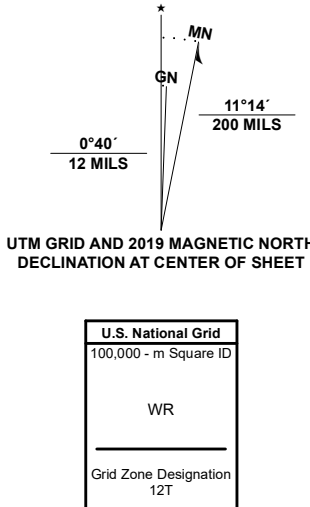 MN
GN
11°14´
200 MILS
0°40´
12 MILS
UTM GRID AND 2019 MAGNETIC NORTH
DECLINATION AT CENTER OF SHEET
U.S. National Grid
100,000 - m Square ID
WR
Grid Zone Designation
12T